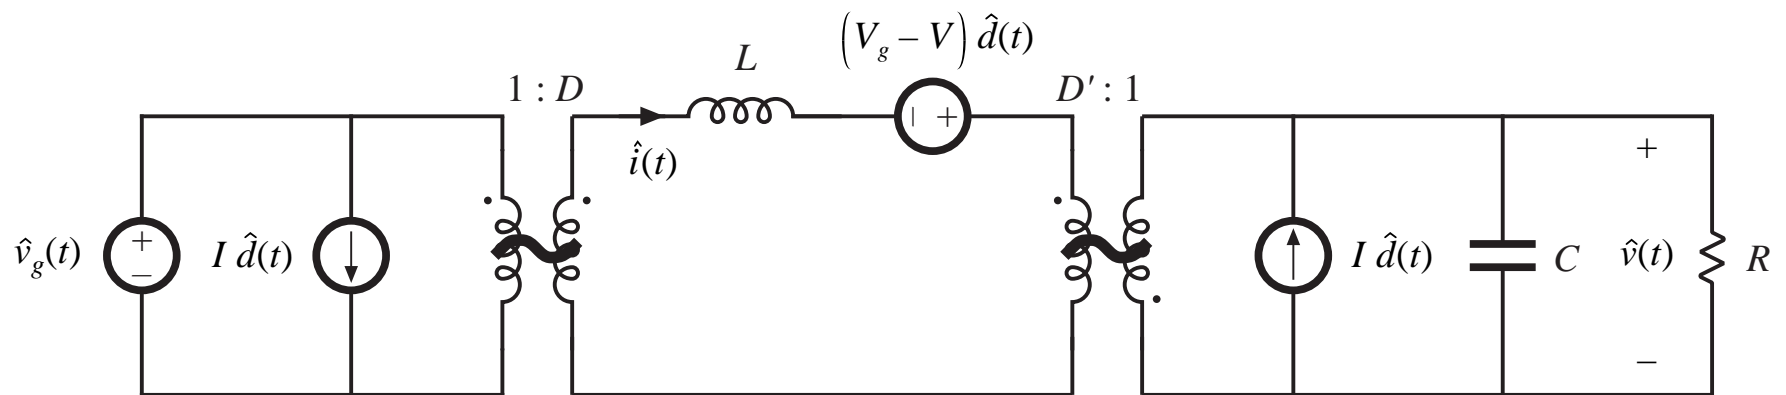 (V_g – V) d̂(t)
L
1 : D
D′ : 1
î(t)
+
v̂_g(t)
+
–
I d̂(t)
– +
I d̂(t)
C
v̂(t)
R
–